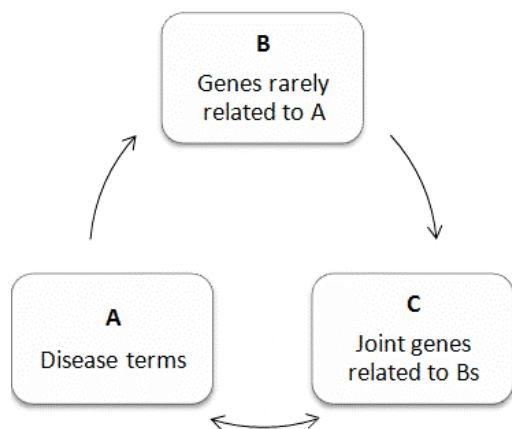 B
Genes rarely
related to A
A
Disease terms
C
Joint genes
related to Bs